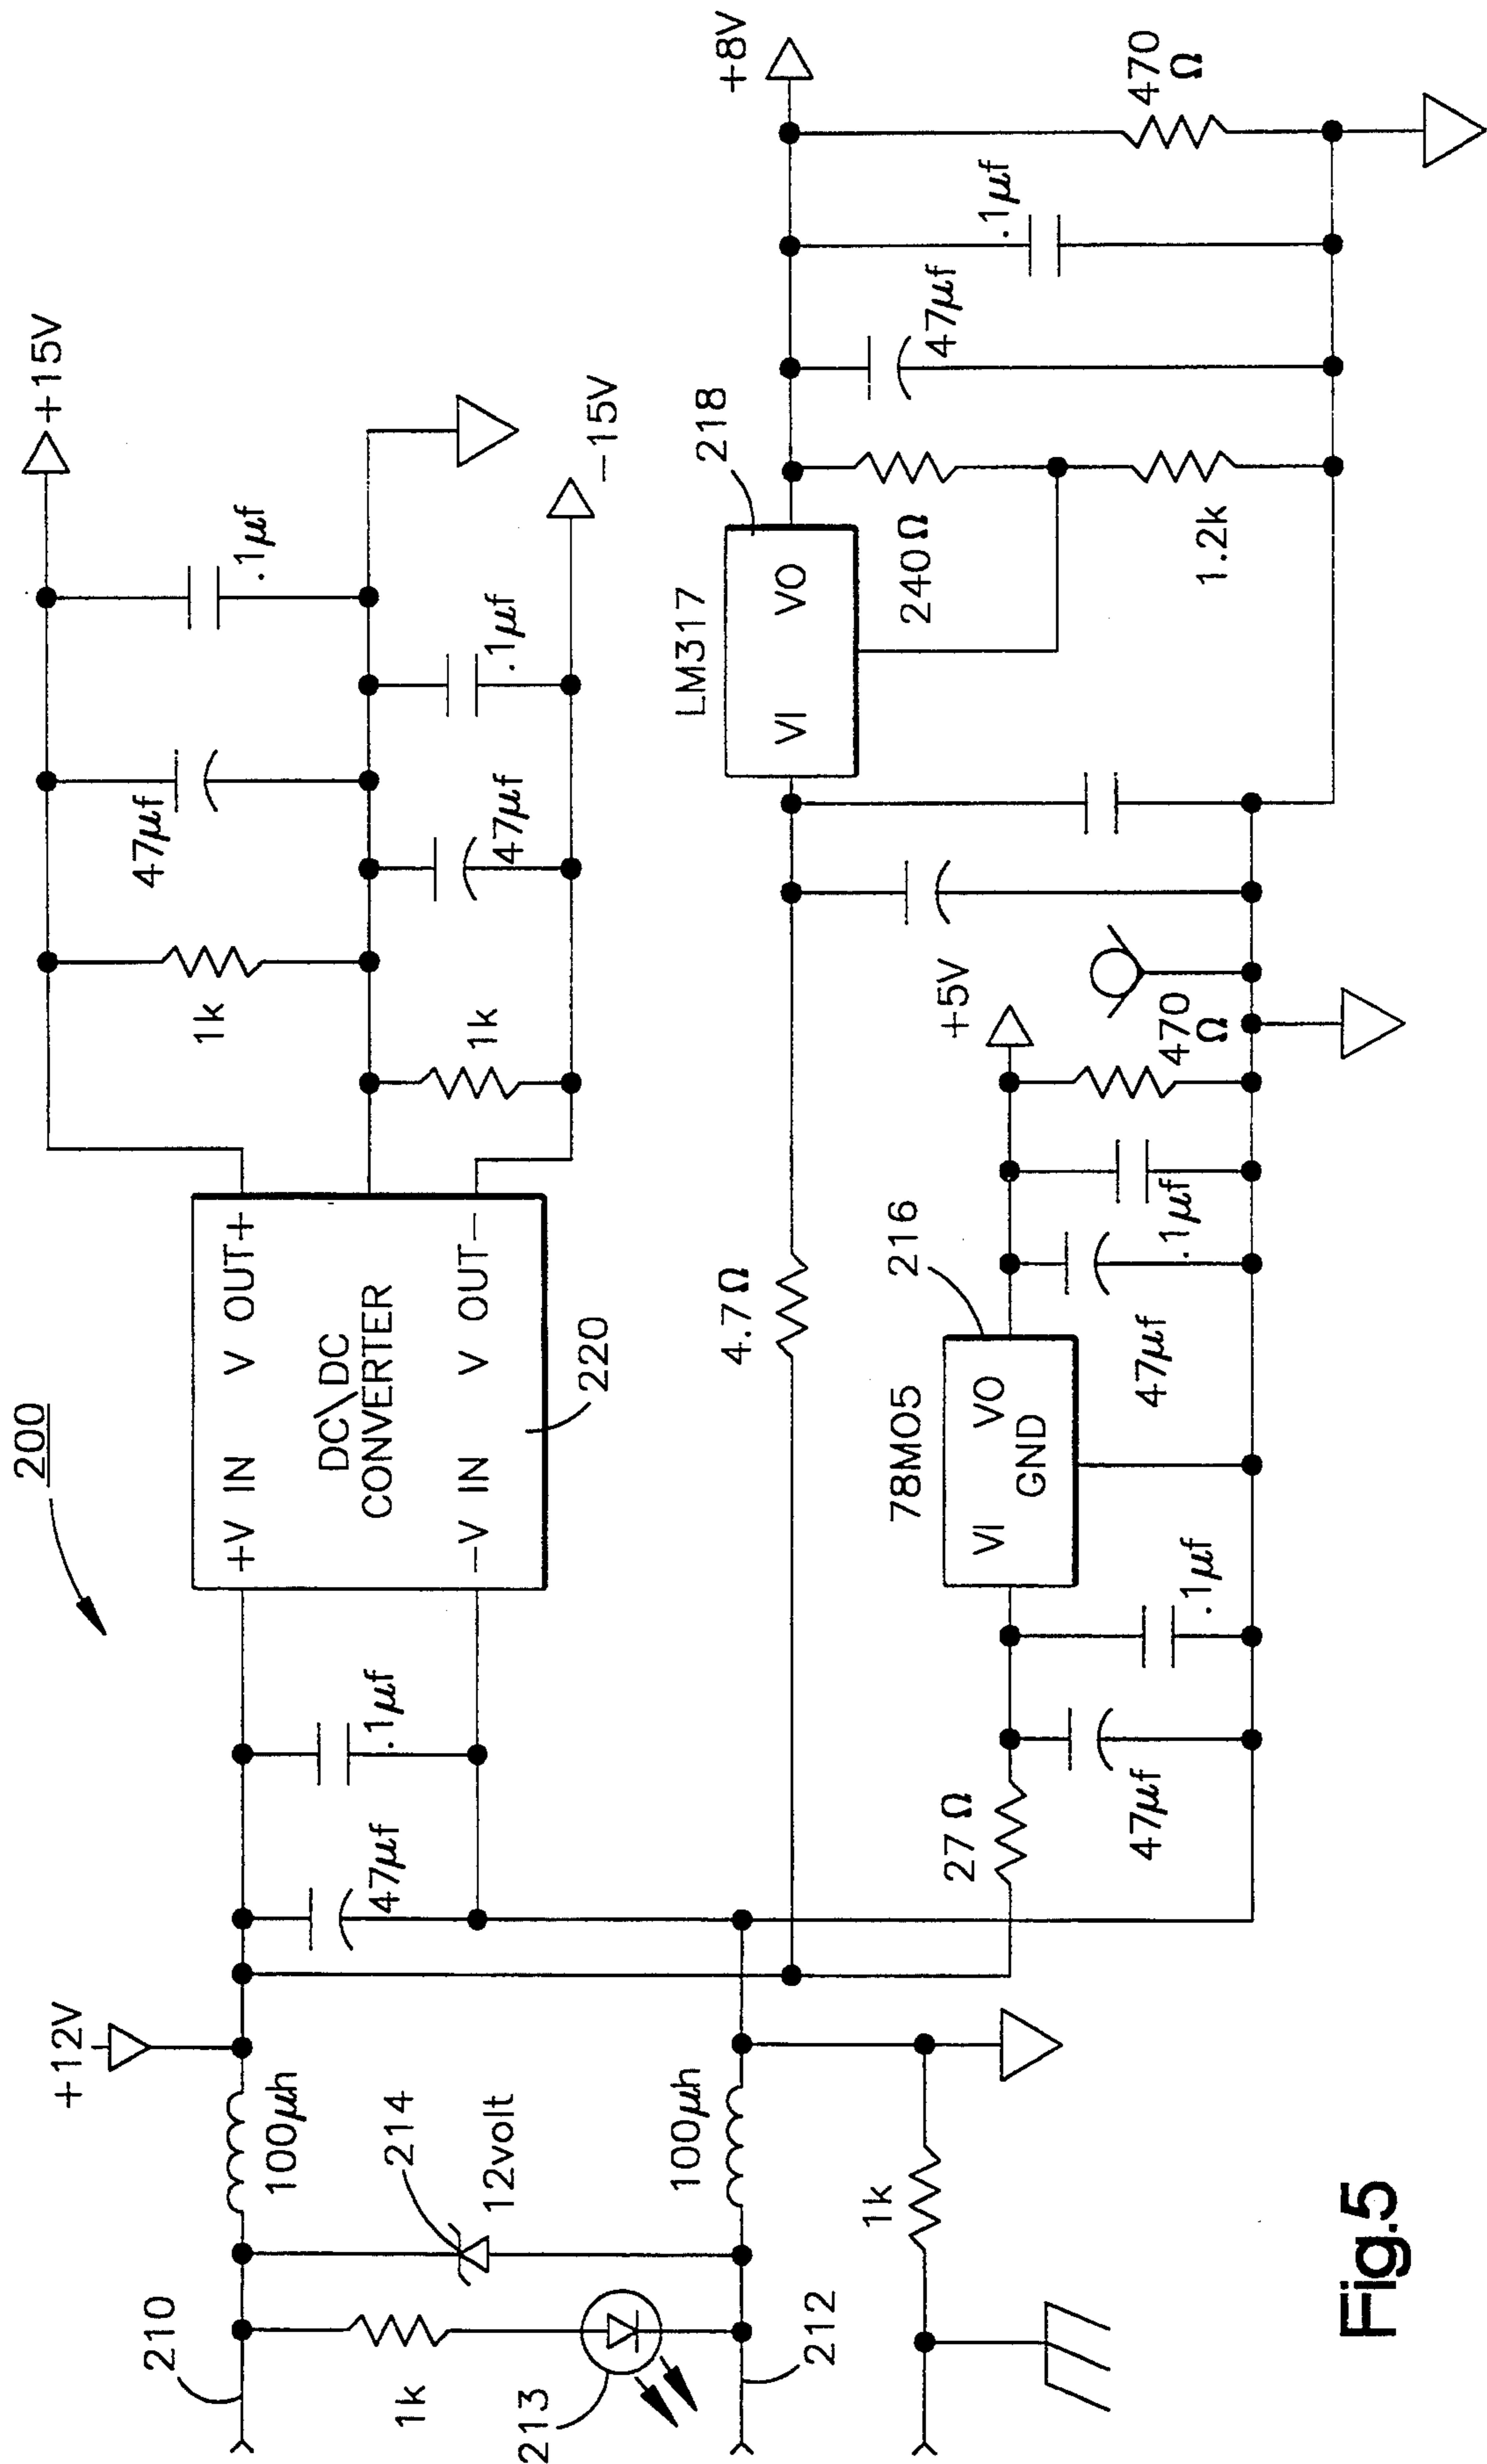 200
+12V
210
100µh
214
12volt
1k
213
100µh
212
1k
47µf
.1µf
+V IN
V OUT+
DC\DC
CONVERTER
-V IN
V OUT-
220
1k
47µf
.1µf
+15V
1k
47µf
.1µf
-15V
4.7Ω
27Ω
47µf
.1µf
78M05
216
VI
VO
GND
47µf
.1µf
470
Ω
+5V
LM317
218
VI
VO
240Ω
1.2k
47µf
.1µf
470
Ω
+8V
Fig.5